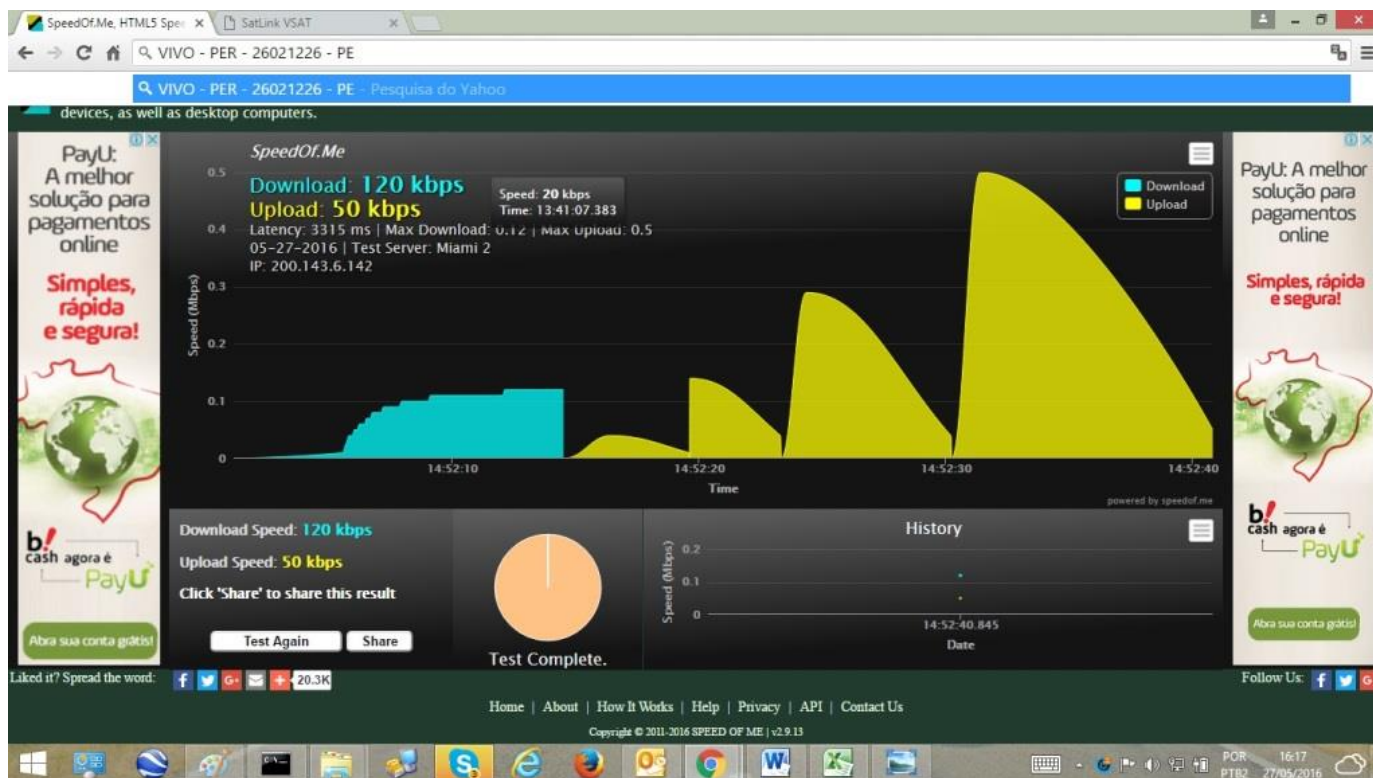 SpeedOf.Me, HTML5 Spee
SatLink VSAT
VIVO - PER - 26021226 - PE
VIVO - PER - 26021226 - PE - Pesquisa do Yahoo
devices, as well as desktop computers.
PayU:
A melhor
solução para
pagamentos
online
Simples,
rápida
e segura!
b!
cash agora é
PayU
Abra sua conta grátis!
SpeedOf.Me
Download: 120 kbps
Upload: 50 kbps
Latency: 3315 ms | Max Download: 0.12 | Max Upload: 0.5
05-27-2016 | Test Server: Miami 2
IP: 200.143.6.142
Speed: 20 kbps
Time: 13:41:07.383
Download
Upload
Speed (Mbps)
0.5
0.4
0.3
0.2
0.1
0
14:52:10
14:52:20
14:52:30
14:52:40
Time
powered by speedof.me
Download Speed: 120 kbps
Upload Speed: 50 kbps
Click 'Share' to share this result
Test Again
Share
Test Complete.
History
Speed (Mbps)
0.2
0.1
0
14:52:40.845
Date
PayU: A melhor
solução para
pagamentos
online
Simples, rápida
e segura!
b!
cash agora é
PayU
Abra sua conta grátis!
Liked it? Spread the word:
20.3K
Follow Us:
Home | About | How It Works | Help | Privacy | API | Contact Us
Copyright © 2011-2016 SPEED OF ME | v2.9.13
POR
PTB2
16:17
27/05/2016